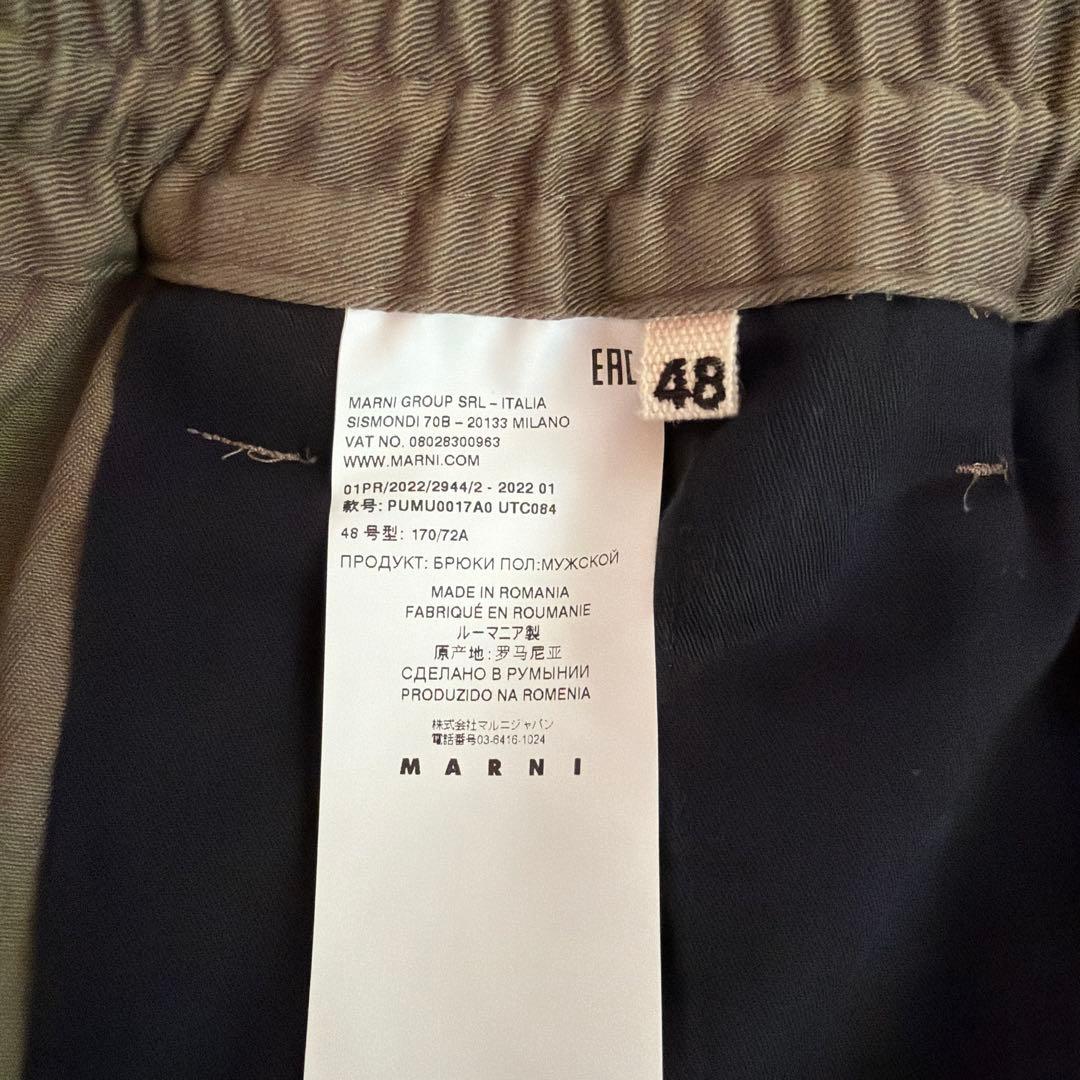 EAC
48
MARNI GROUP SRL – ITALIA
SISMONDI 70B – 20133 MILANO
VAT NO. 08028300963
WWW.MARNI.COM
01PR/2022/2944/2 - 2022 01
款号: PUMU0017A0 UTC084
48 号型: 170/72A
ПРОДУКТ: БРЮКИ ПОЛ:МУЖСКОЙ
MADE IN ROMANIA
FABRIQUÉ EN ROUMANIE
ルーマニア製
原产地:罗马尼亚
СДЕЛАНО В РУМЫНИИ
PRODUZIDO NA ROMENIA
株式会社マルニジャパン
電話番号03-6416-1024
MARNI